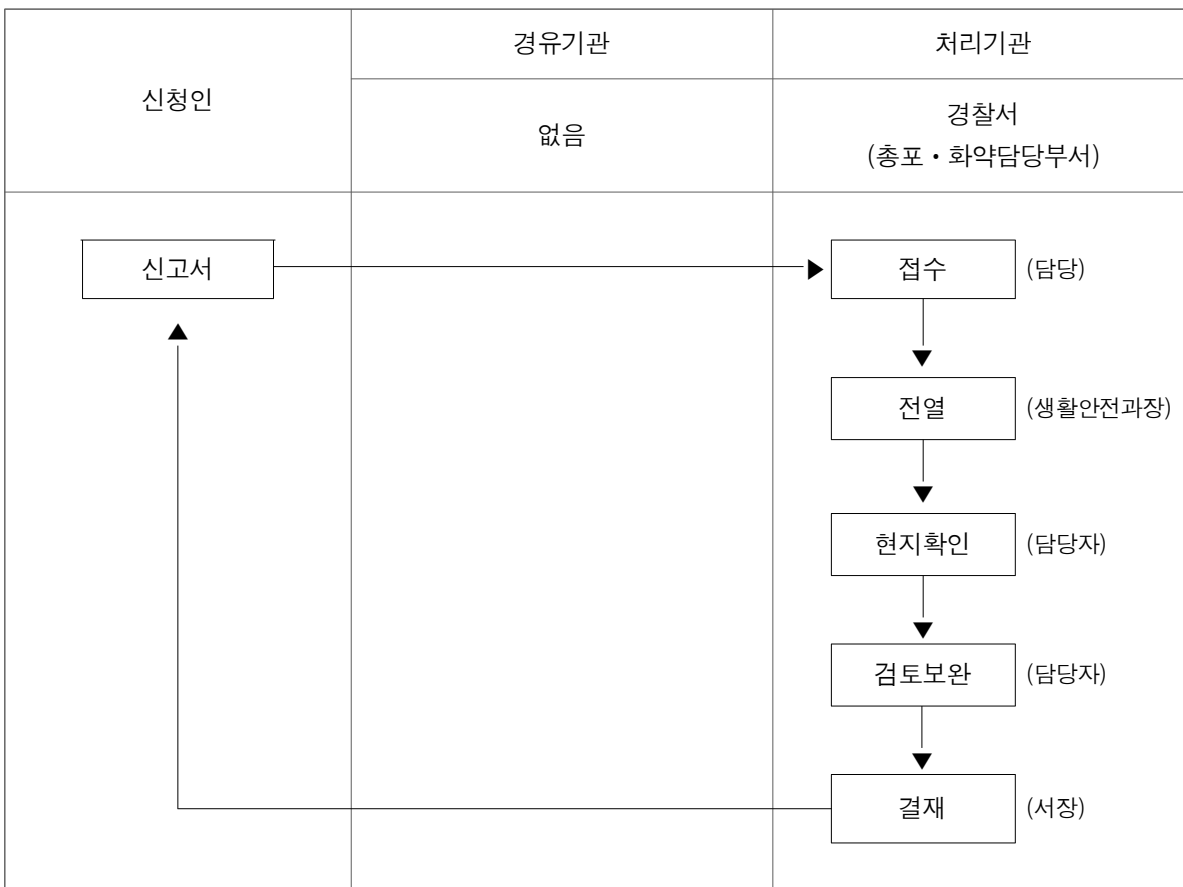 신청인
경유기관
처리기관
없음
경찰서
(총포・화약담당부서)
신고서
접수
(담당)
전열
(생활안전과장)
현지확인
(담당자)
검토보완
(담당자)
결재
(서장)